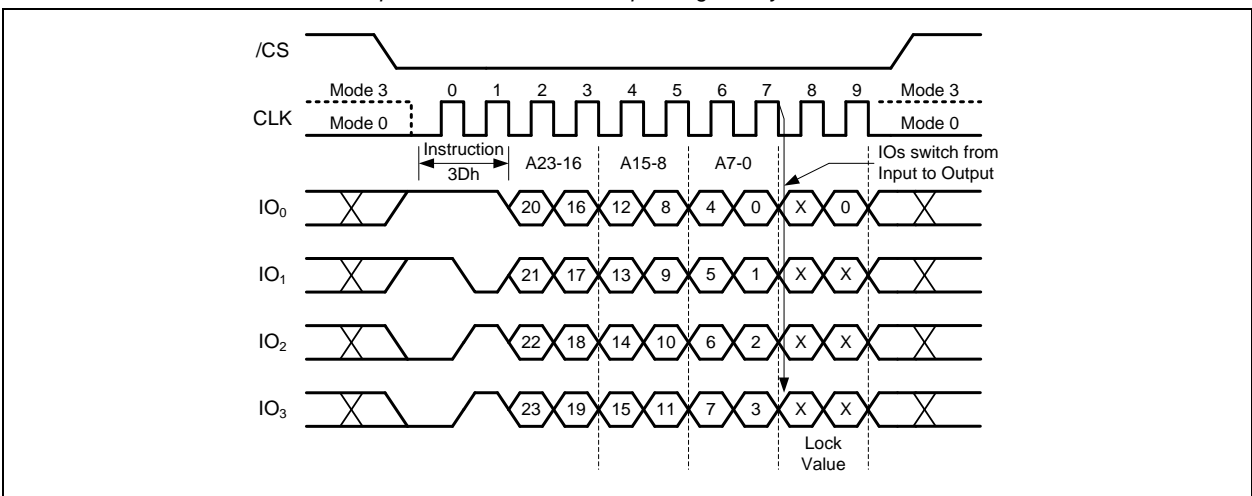 /CS
Mode 3 0 1 2 3 4 5 6 7 8 9 Mode 3
CLK
Mode 0 Mode 0
Instruction A23-16 A15-8 A7-0 IOs switch from
3Dh Input to Output
IO0 20 16 12 8 4 0 X 0
IO1 21 17 13 9 5 1 X X
IO2 22 18 14 10 6 2 X X
IO3 23 19 15 11 7 3 X X
Lock
Value